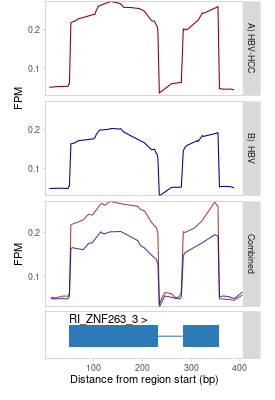 FPM
0.2
0.1
A) HBV-HCC
0.2
0.1
B) HBV
FPM
0.2
0.1
Combined
RI_ZNF263_3 >
100
200
300
400
Distance from region start (bp)